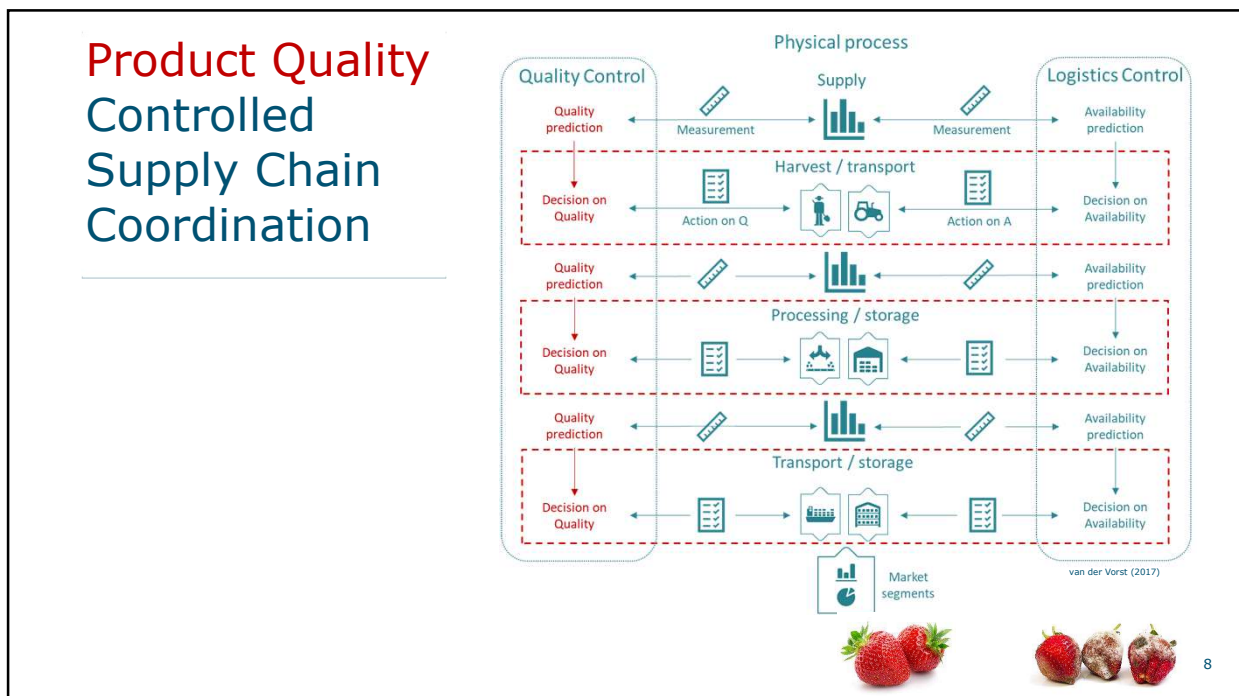 Product Quality
Controlled
Supply Chain
Coordination
Physical process
Quality Control
Supply
Logistics Control
Quality
prediction
Measurement
Measurement
Availability
prediction
Harvest / transport
Decision on
Quality
Action on Q
Action on A
Decision on
Availability
Quality
prediction
Availability
prediction
Processing / storage
Decision on
Quality
Decision on
Availability
Quality
prediction
Availability
prediction
Transport / storage
Decision on
Quality
Decision on
Availability
van der Vorst (2017)
Market
segments
8